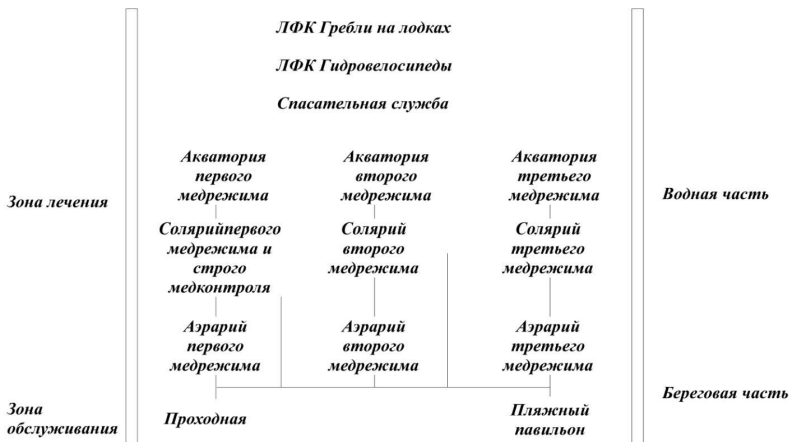 ЛФК Гребли на лодках
ЛФК Гидровелосипеды
Спасательная служба
Акватория
первого
медрежима
Акватория
второго
медрежима
Акватория
третьего
медрежима
Зона лечения
Водная часть
Солярийпервого
медрежима и
строго
медконтроля
Солярий
второго
медрежима
Солярий
третьего
медрежима
Аэрарий
первого
медрежима
Аэрарий
второго
медрежима
Аэрарий
третьего
медрежима
Зона
обслуживания
Проходная
Пляжный
павильон
Береговая часть